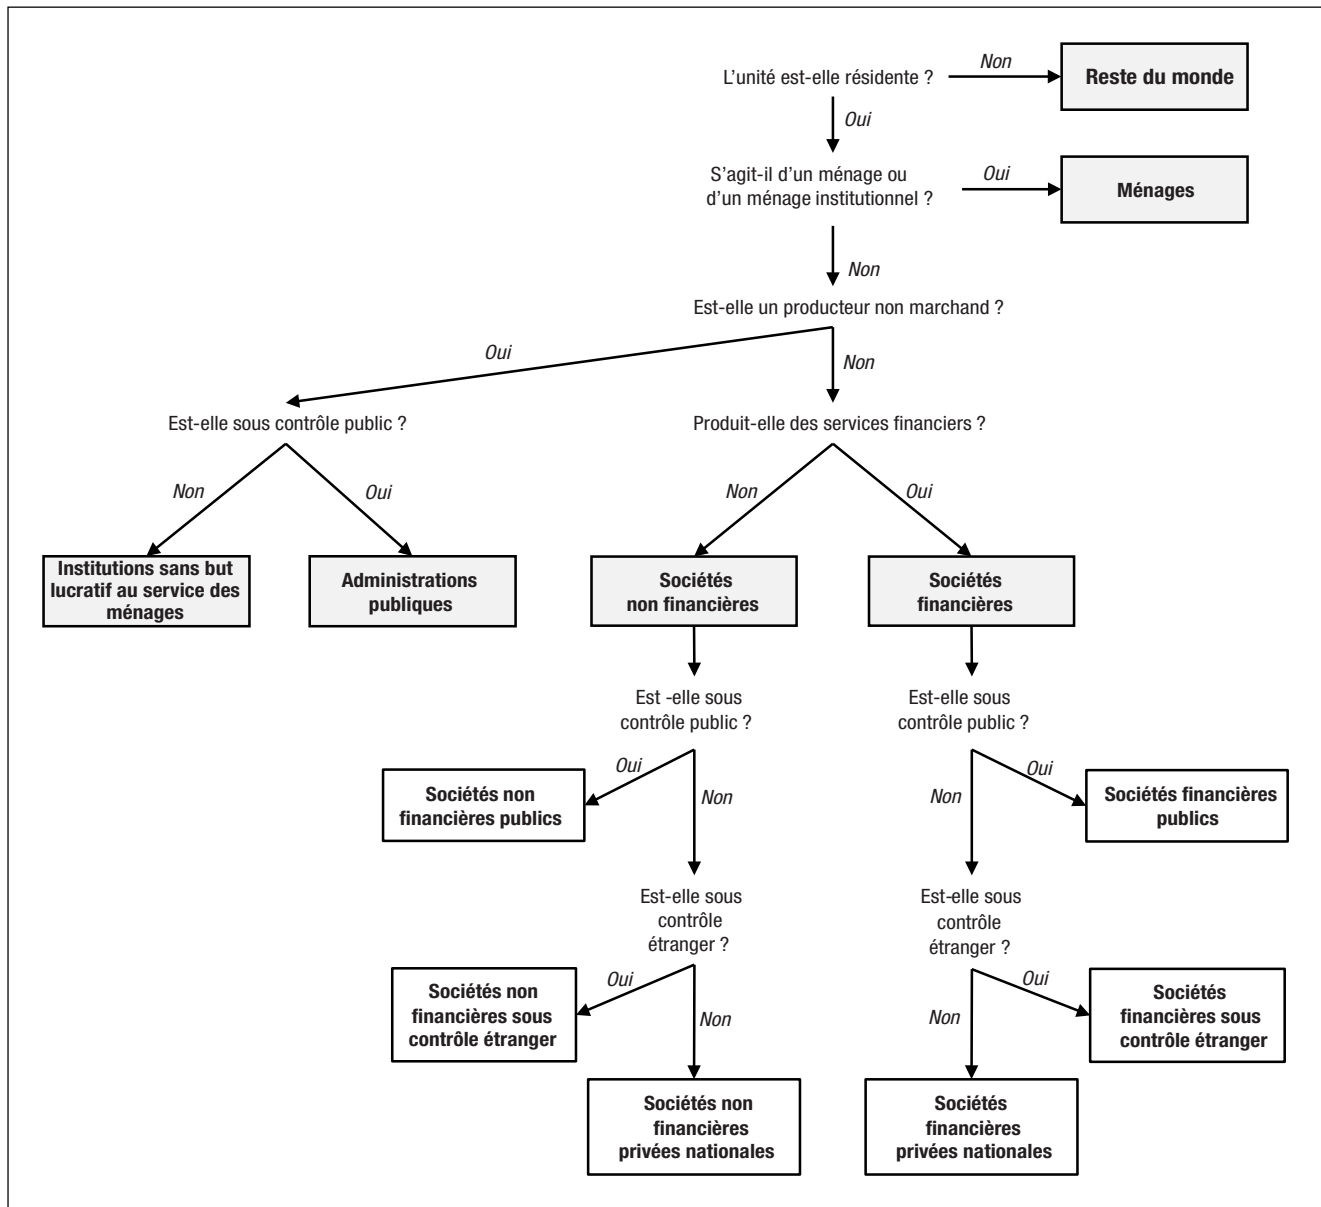 L'unité est-elle résidente ?
Non
Reste du monde
Oui
S'agit-il d'un ménage ou
d'un ménage institutionnel ?
Oui
Ménages
Non
Est-elle un producteur non marchand ?
Oui
Non
Est-elle sous contrôle public ?
Produit-elle des services financiers ?
Non
Oui
Non
Oui
Institutions sans but
lucratif au service des
ménages
Administrations
publiques
Sociétés
non financières
Sociétés
financières
Est -elle sous
contrôle public ?
Est-elle sous
contrôle public ?
Oui
Non
Non
Oui
Sociétés non
financières publics
Sociétés financières
publics
Est-elle sous
contrôle
étranger ?
Est-elle sous
contrôle
étranger ?
Oui
Non
Non
Oui
Sociétés non
financières sous
contrôle étranger
Sociétés
financières sous
contrôle étranger
Sociétés non
financières
privées nationales
Sociétés
financières
privées nationales